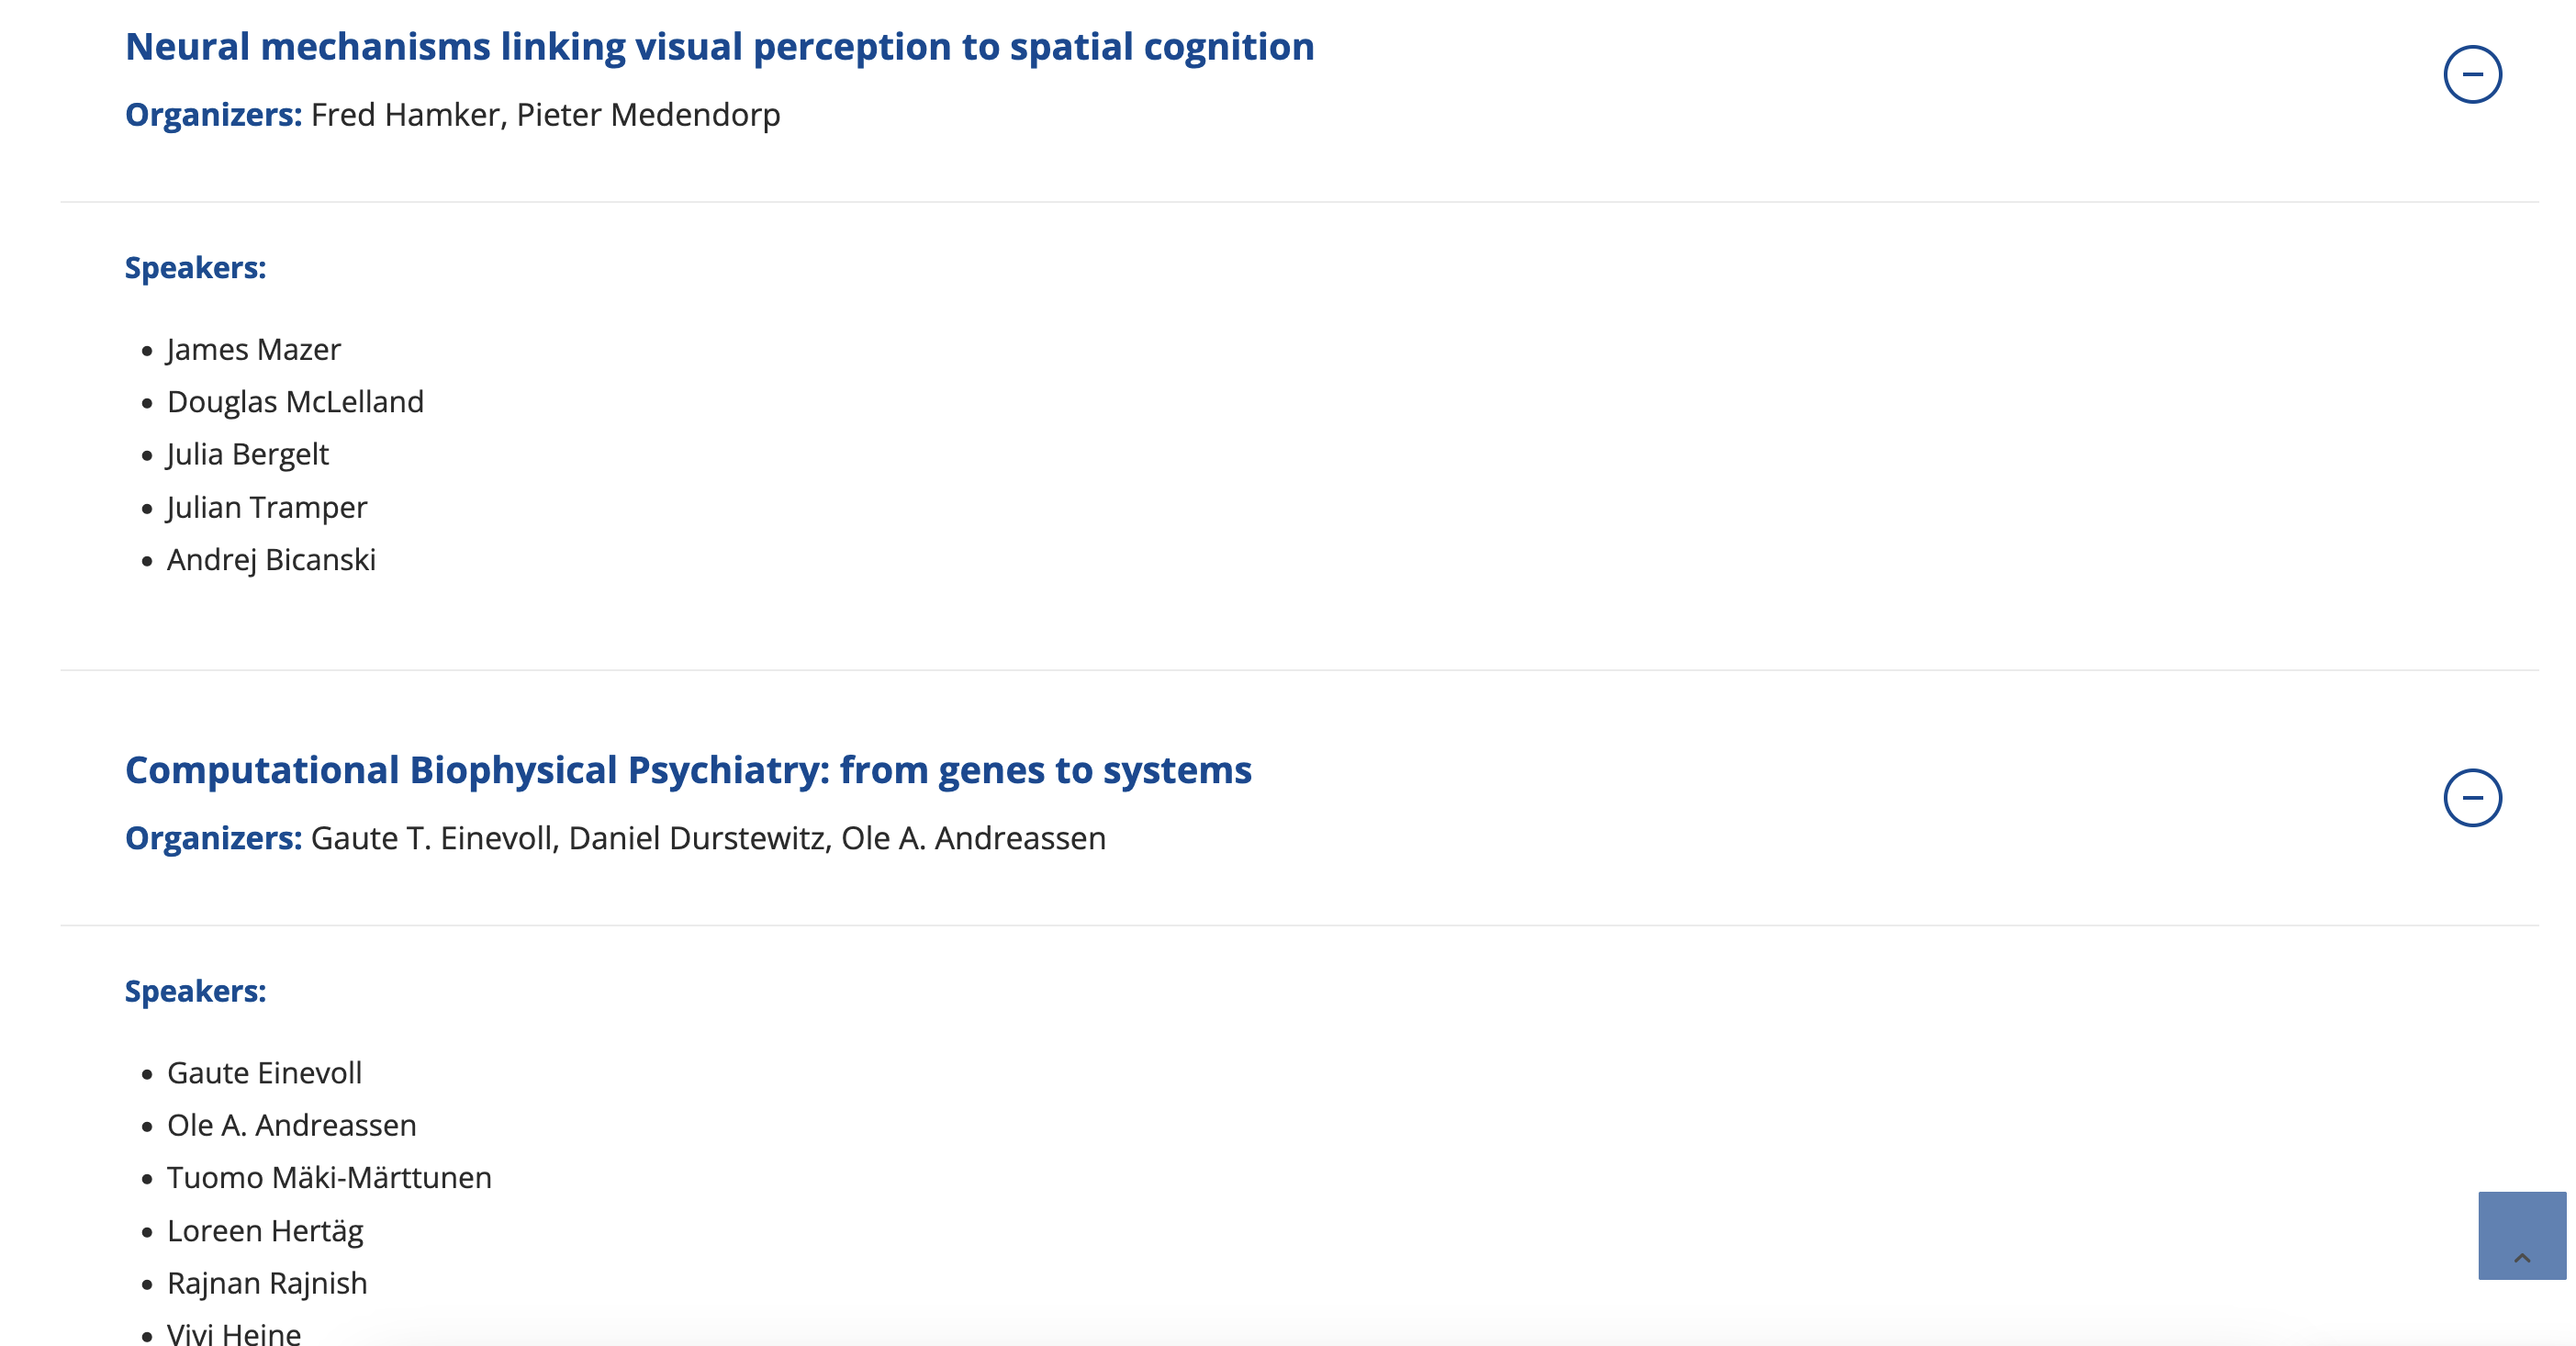 Neural mechanisms linking visual perception to spatial cognition
Organizers: Fred Hamker, Pieter Medendorp
Speakers:
James Mazer
Douglas McLelland
Julia Bergelt
Julian Tramper
Andrej Bicanski
Computational Biophysical Psychiatry: from genes to systems
Organizers: Gaute T. Einevoll, Daniel Durstewitz, Ole A. Andreassen
Speakers:
Gaute Einevoll
Ole A. Andreassen
Tuomo Mäki-Märttunen
Loreen Hertäg
Rajnan Rajnish
Vivi Heine